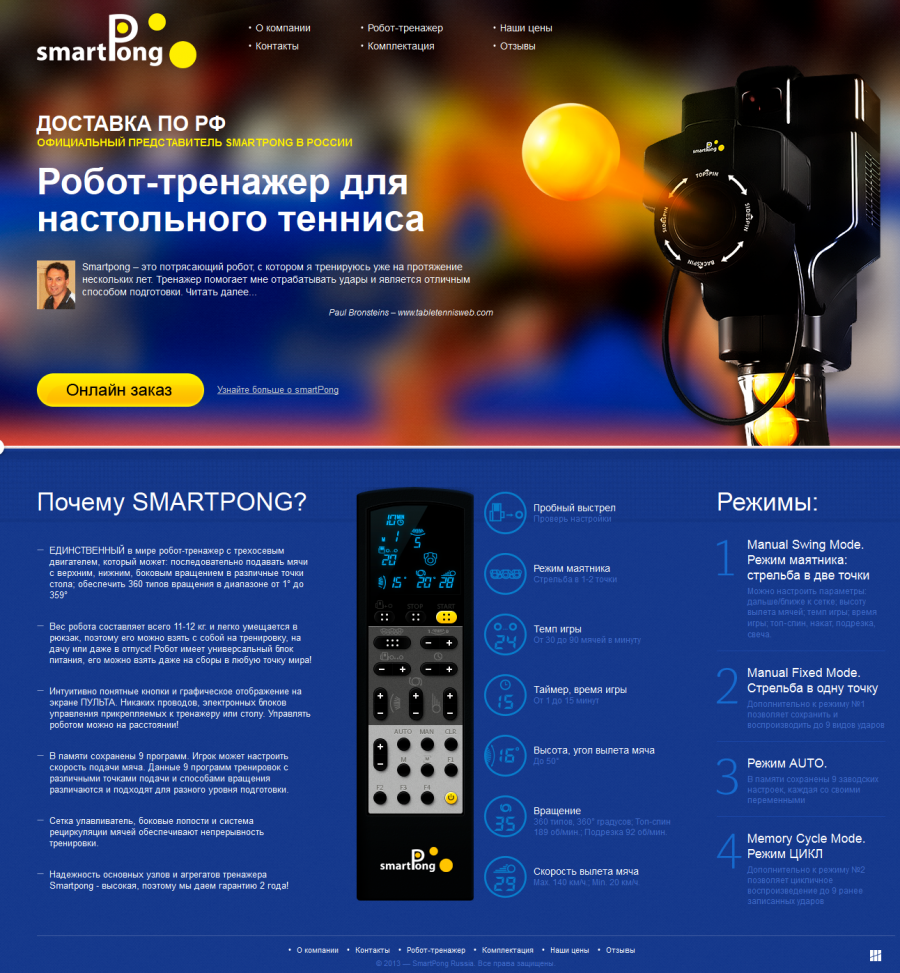 smartPong
• О компании
• Робот-тренажер
• Наши цены
• Контакты
• Комплектация
• Отзывы
ДОСТАВКА ПО РФ
ОФИЦИАЛЬНЫЙ ПРЕДСТАВИТЕЛЬ SMARTPONG В РОССИИ
Робот-тренажер для
настольного тенниса
Smartpong – это потрясающий робот, с котором я тренируюсь уже на протяжение
нескольких лет. Тренажер помогает мне отрабатывать удары и является отличным
способом подготовки. Читать далее...
Paul Bronsteins – www.tabletennisweb.com
Онлайн заказ
Узнайте больше о smartPong
smartPong
TOPSPIN
SIDESPIN
SIDESPIN
BACKSPIN
Почему SMARTPONG?
— ЕДИНСТВЕННЫЙ в мире робот-тренажер с трехосевым
двигателем, который может: последовательно подавать мячи
с верхним, нижним, боковым вращением в различные точки
стола; обеспечить 360 типов вращения в диапазоне от 1° до
359°
— Вес робота составляет всего 11-12 кг. и легко умещается в
рюкзак, поэтому его можно взять с собой на тренировку, на
дачу или даже в отпуск! Робот имеет универсальный блок
питания, его можно взять даже на сборы в любую точку мира!
— Интуитивно понятные кнопки и графическое отображение на
экране ПУЛЬТА. Никаких проводов, электронных блоков
управления прикрепляемых к тренажеру или столу. Управлять
роботом можно на расстоянии!
— В памяти сохранены 9 программ. Игрок может настроить
скорость подачи мяча. Данные 9 программ тренировок с
различными точками подачи и способами вращения
различаются и подходят для разного уровня подготовки.
— Сетка улавливатель, боковые лопости и система
рециркуляции мячей обеспечивают непрерывность
тренировки.
— Надежность основных узлов и агрегатов тренажера
Smartpong - высокая, поэтому мы даем гарантию 2 года!
10
M 1 5
20
15 20 28
STOP START
AUTO MAN CLR
M H F1
F2 F3 F4
smartPong
Пробный выстрел
Проверь настройки
Режим маятника
Стрельба в 1-2 точки
24
Темп игры
От 30 до 90 мячей в минуту
15
Таймер, время игры
От 1 до 15 минут
16°
Высота, угол вылета мяча
До 50°
35
Вращение
360 типов, 360° градусов; Топ-спин
189 об/мин.; Подрезка 92 об/мин.
29
Скорость вылета мяча
Max. 140 км/ч.; Min. 20 км/ч
Режимы:
1
Manual Swing Mode.
Режим маятника:
стрельба в две точки
Можно настроить параметры:
дальше/ближе к сетке; высоту
вылета мячей; темп игры; время
игры; топ-спин, накат, подрезка,
свеча.
2
Manual Fixed Mode.
Стрельба в одну точку
Дополнительно к режиму №1
позволяет сохранить и
воспроизводить до 9 видов ударов
3
Режим AUTO.
В памяти сохранены 9 заводских
настроек, каждая со своими
переменными
4
Memory Cycle Mode.
Режим ЦИКЛ
Дополнительно к режиму №2
позволяет цикличное
воспроизведение до 9 ранее
записанных ударов
• О компании • Контакты • Робот-тренажер • Комплектация • Наши цены • Отзывы
© 2013 — SmartPong Russia. Все права защищены